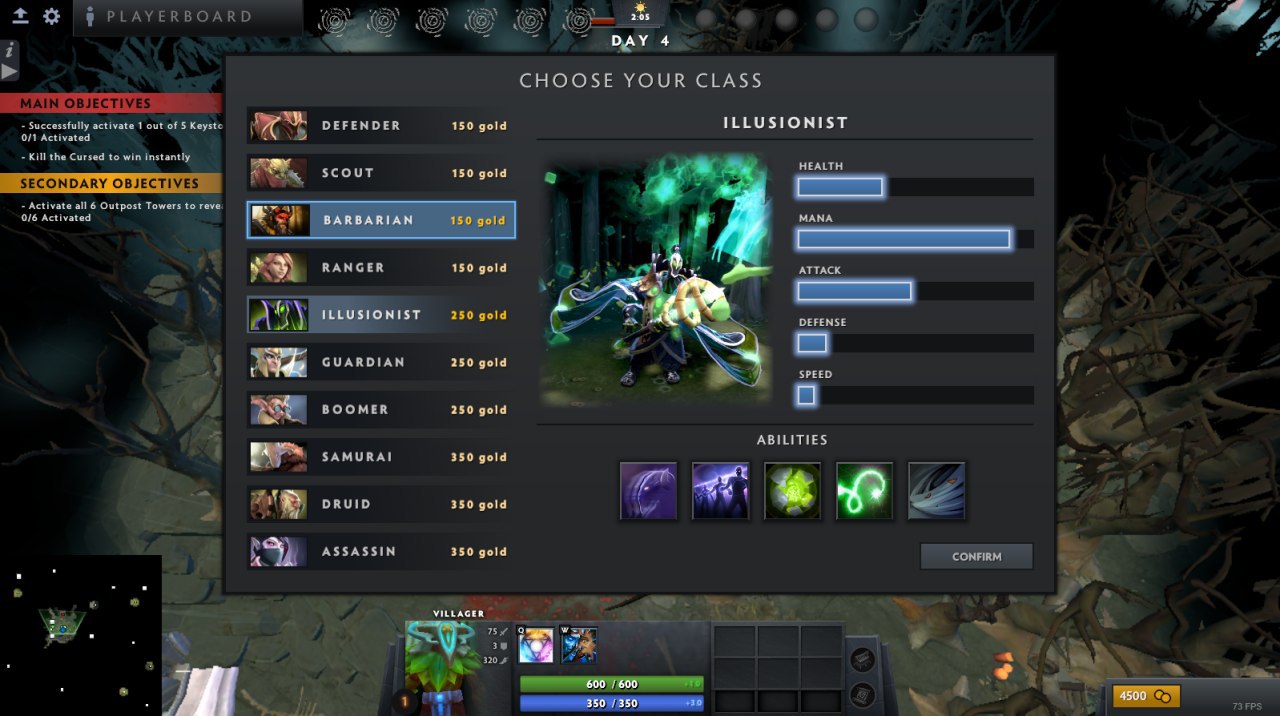 PLAYERBOARD
2:05
DAY 4
i
MAIN OBJECTIVES
- Successfully activate 1 out of 5 Keysto
0/1 Activated
- Kill the Cursed to win instantly
SECONDARY OBJECTIVES
- Activate all 6 Outpost Towers to revea
0/6 Activated
CHOOSE YOUR CLASS
DEFENDER 150 gold
SCOUT 150 gold
BARBARIAN 150 gold
RANGER 150 gold
ILLUSIONIST 250 gold
GUARDIAN 250 gold
BOOMER 250 gold
SAMURAI 350 gold
DRUID 350 gold
ASSASSIN 350 gold
ILLUSIONIST
HEALTH
MANA
ATTACK
DEFENSE
SPEED
ABILITIES
CONFIRM
VILLAGER
75
3
320
Q
W
600 / 600 +1.0
350 / 350 +3.0
4500
73 FPS